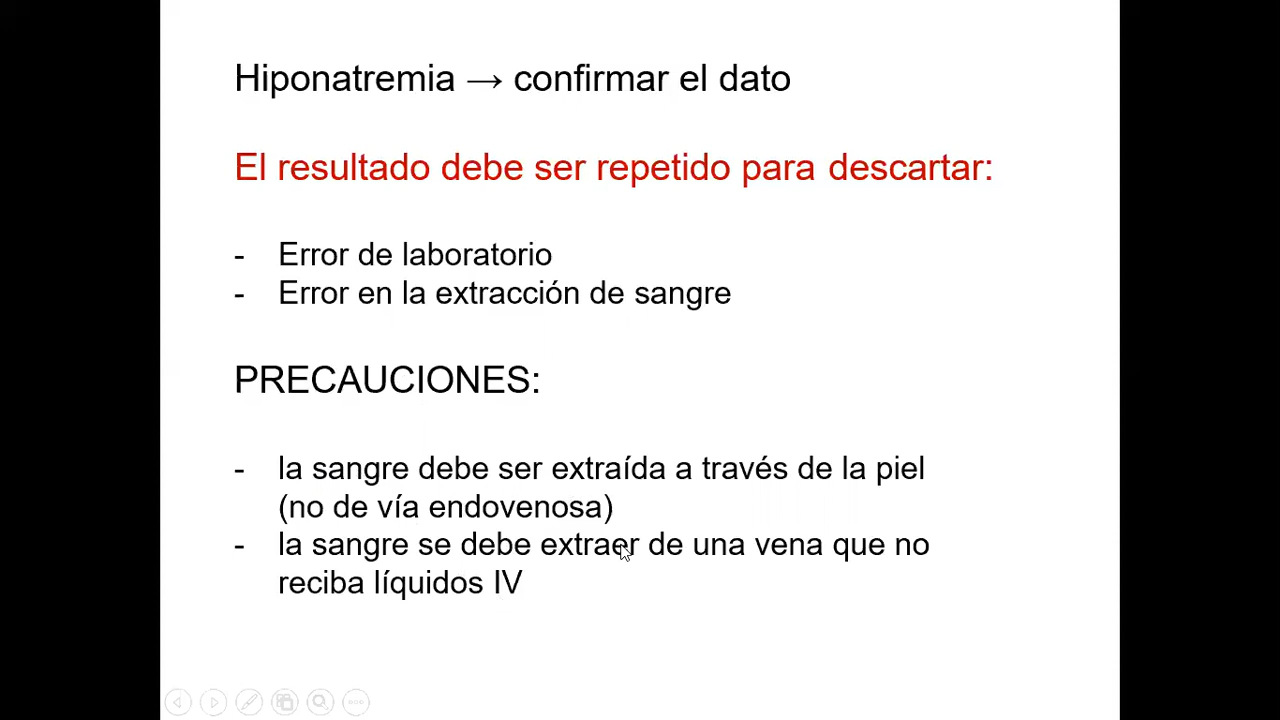 Hiponatremia → confirmar el dato
El resultado debe ser repetido para descartar:
- Error de laboratorio
- Error en la extracción de sangre
PRECAUCIONES:
- la sangre debe ser extraída a través de la piel
(no de vía endovenosa)
- la sangre se debe extraer de una vena que no
reciba líquidos IV